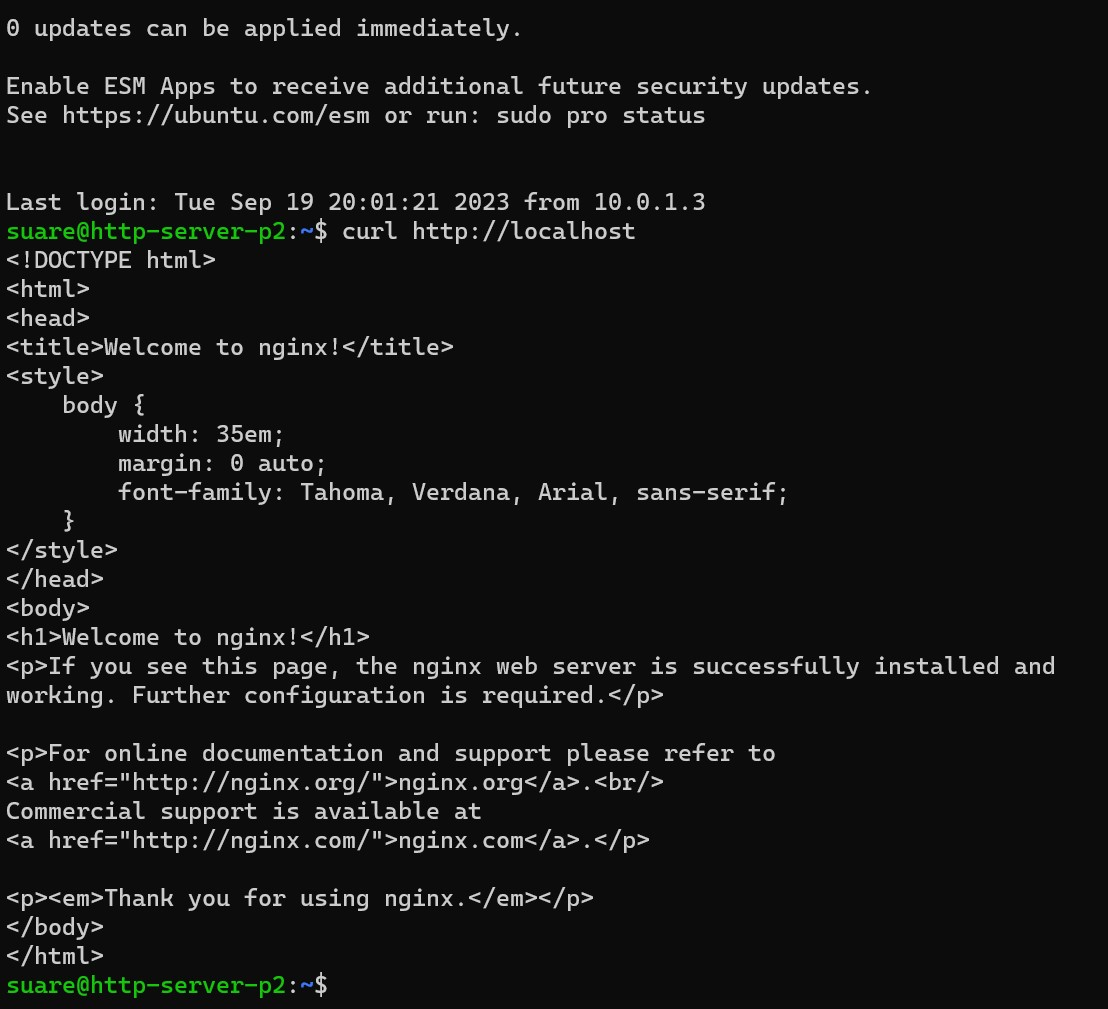 0 updates can be applied immediately.

Enable ESM Apps to receive additional future security updates.
See https://ubuntu.com/esm or run: sudo pro status


Last login: Tue Sep 19 20:01:21 2023 from 10.0.1.3
suare@http-server-p2:~$ curl http://localhost
<!DOCTYPE html>
<html>
<head>
<title>Welcome to nginx!</title>
<style>
    body {
        width: 35em;
        margin: 0 auto;
        font-family: Tahoma, Verdana, Arial, sans-serif;
    }
</style>
</head>
<body>
<h1>Welcome to nginx!</h1>
<p>If you see this page, the nginx web server is successfully installed and
working. Further configuration is required.</p>

<p>For online documentation and support please refer to
<a href="http://nginx.org/">nginx.org</a>.<br/>
Commercial support is available at
<a href="http://nginx.com/">nginx.com</a>.</p>

<p><em>Thank you for using nginx.</em></p>
</body>
</html>
suare@http-server-p2:~$